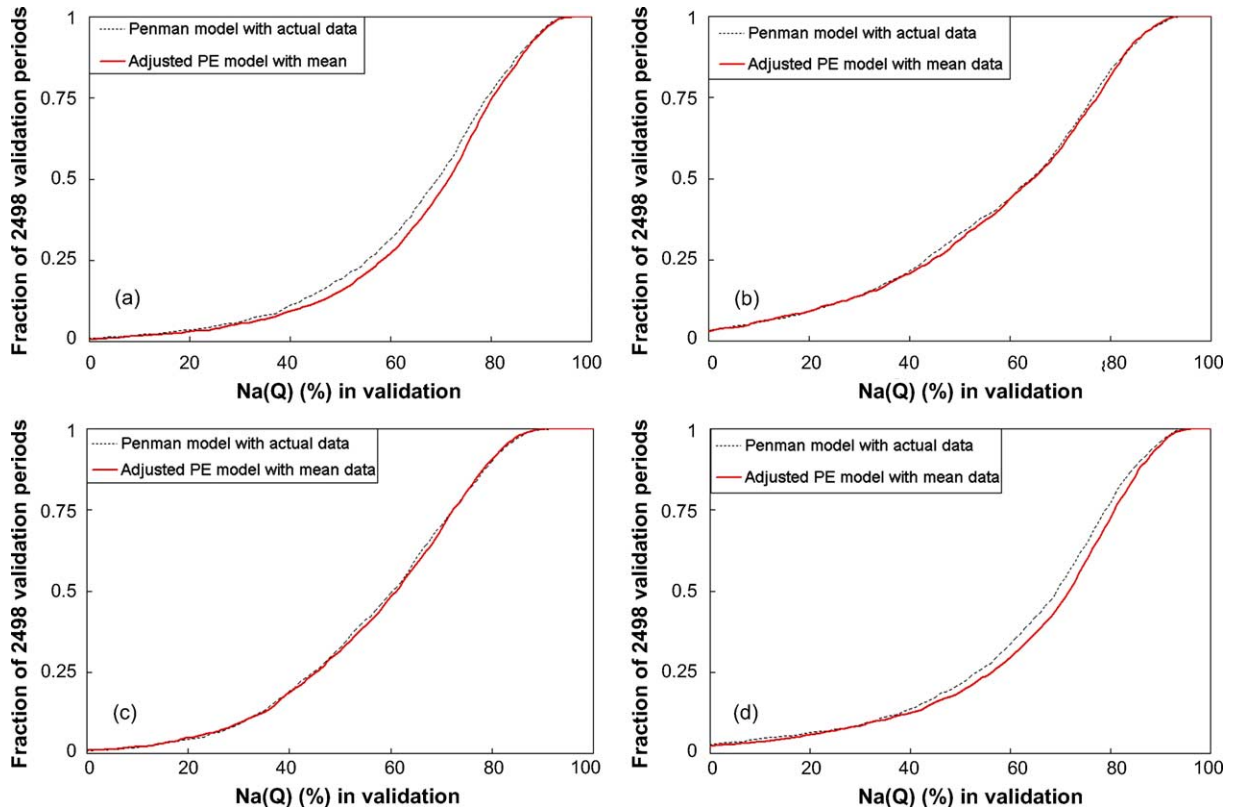 Fraction of 2498 validation periods
1
0.75
0.5
0.25
0
Penman model with actual data
Adjusted PE model with mean
(a)
0 20 40 60 80 100
Na(Q) (%) in validation
Fraction of 2498 validation periods
1
0.75
0.5
0.25
0
Penman model with actual data
Adjusted PE model with mean data
(b)
0 20 40 60 80 100
Na(Q) (%) in validation
Fraction of 2498 validation periods
1
0.75
0.5
0.25
0
Penman model with actual data
Adjusted PE model with mean data
(c)
0 20 40 60 80 100
Na(Q) (%) in validation
Fraction of 2498 validation periods
1
0.75
0.5
0.25
0
Penman model with actual data
Adjusted PE model with mean data
(d)
0 20 40 60 80 100
Na(Q) (%) in validation